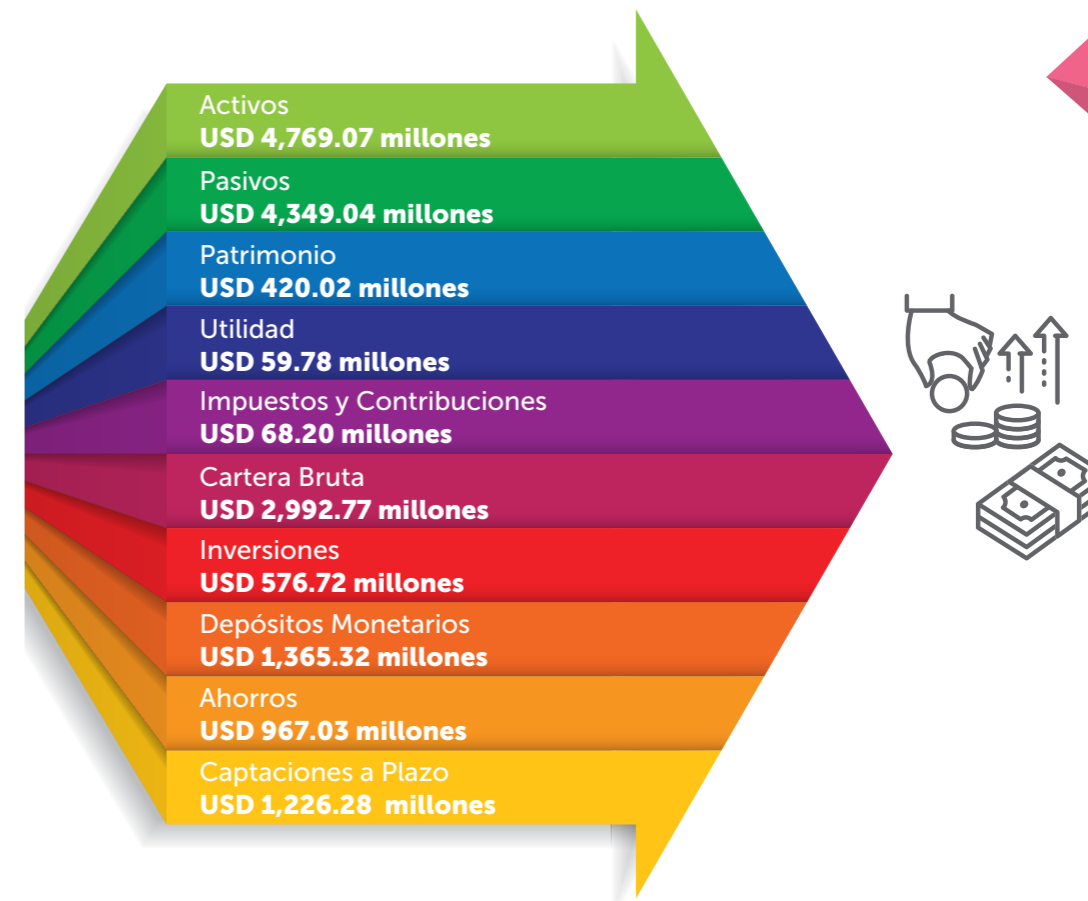 Activos
USD 4,769.07 millones
Pasivos
USD 4,349.04 millones
Patrimonio
USD 420.02 millones
Utilidad
USD 59.78 millones
Impuestos y Contribuciones
USD 68.20 millones
Cartera Bruta
USD 2,992.77 millones
Inversiones
USD 576.72 millones
Depósitos Monetarios
USD 1,365.32 millones
Ahorros
USD 967.03 millones
Captaciones a Plazo
USD 1,226.28  millones